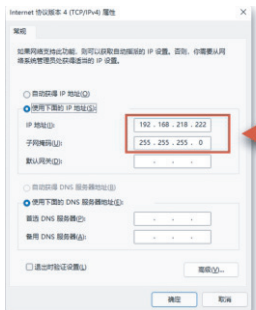 Internet 协议版本 4 (TCP/IPv4) 属性
常规
如果网络支持此功能，则可以获取自动指派的 IP 设置。否则，你需要从网
络系统管理员处获得适当的 IP 设置。
自动获得 IP 地址(O)
使用下面的 IP 地址(S):
IP 地址(I): 192 . 168 . 218 . 222
子网掩码(U): 255 . 255 . 255 . 0
默认网关(D):
自动获得 DNS 服务器地址(B)
使用下面的 DNS 服务器地址(E):
首选 DNS 服务器(P):
备用 DNS 服务器(A):
退出时验证设置(L)
高级(V)...
确定 取消